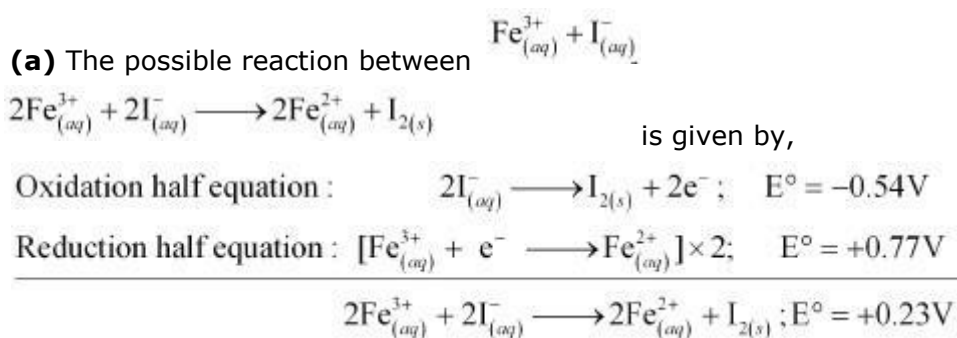 (a) The possible reaction between Fe³⁺(aq) + I⁻(aq)
2Fe³⁺(aq) + 2I⁻(aq) ⟶ 2Fe²⁺(aq) + I₂(s)
is given by,
Oxidation half equation : 2I⁻(aq) ⟶ I₂(s) + 2e⁻ ; E° = −0.54V
Reduction half equation : [Fe³⁺(aq) + e⁻ ⟶ Fe²⁺(aq)] × 2; E° = +0.77V
2Fe³⁺(aq) + 2I⁻(aq) ⟶ 2Fe²⁺(aq) + I₂(s) ; E° = +0.23V